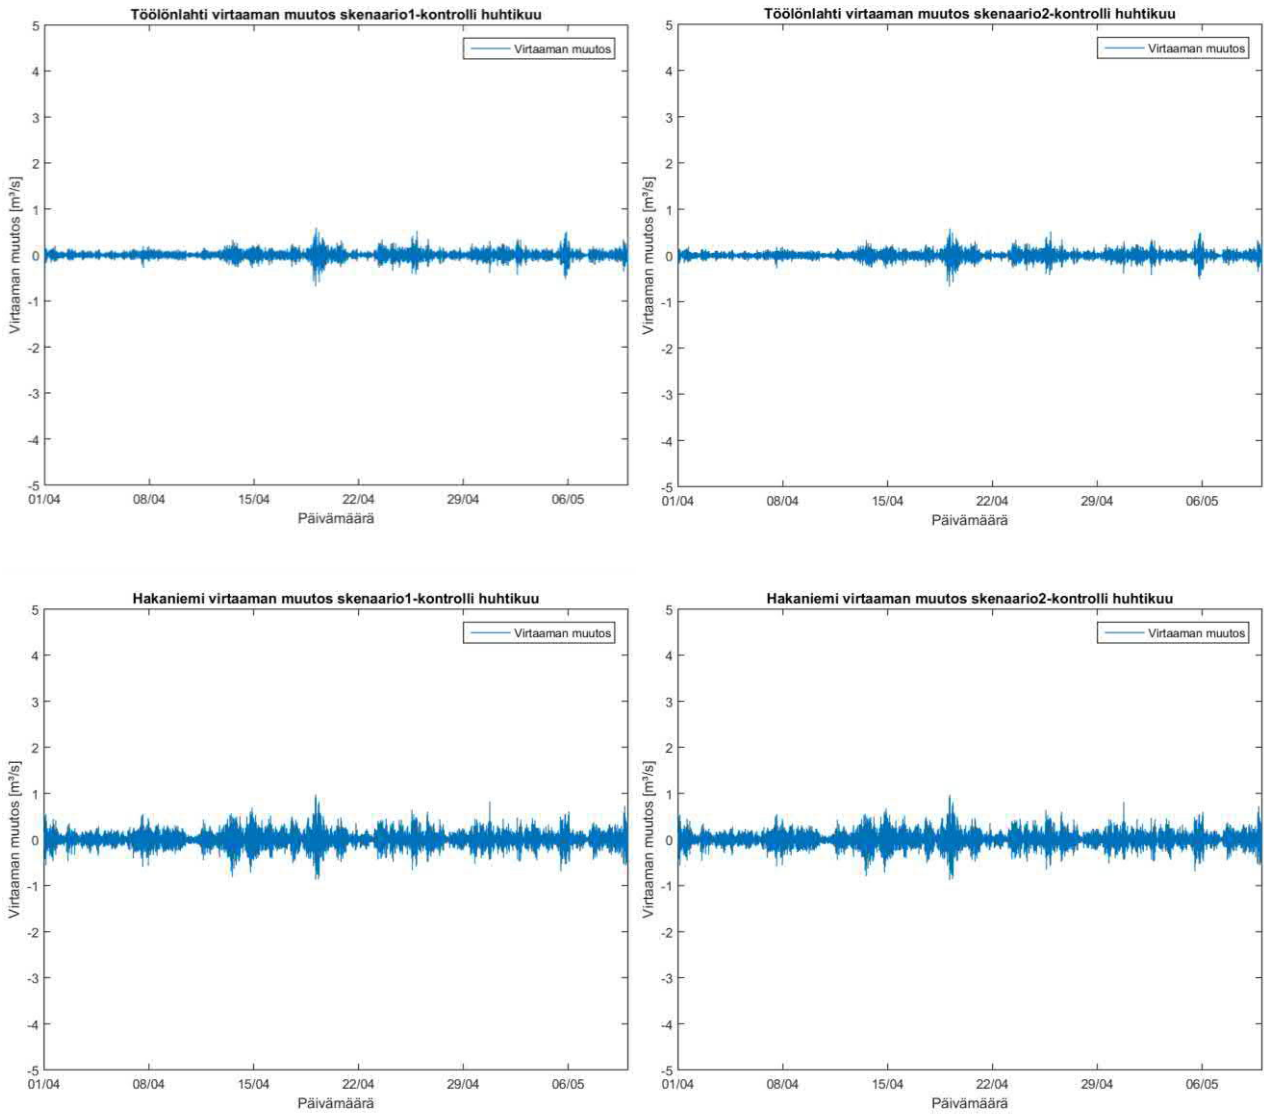 Töölönlahti virtaaman muutos skenaario1-kontrolli huhtikuu
Virtaaman muutos
5
4
3
2
1
0
-1
-2
-3
-4
-5
Virtaaman muutos [m³/s]
01/04 08/04 15/04 22/04 29/04 06/05
Päivämäärä
Töölönlahti virtaaman muutos skenaario2-kontrolli huhtikuu
Virtaaman muutos
5
4
3
2
1
0
-1
-2
-3
-4
-5
Virtaaman muutos [m³/s]
01/04 08/04 15/04 22/04 29/04 06/05
Päivämäärä
Hakaniemi virtaaman muutos skenaario1-kontrolli huhtikuu
Virtaaman muutos
5
4
3
2
1
0
-1
-2
-3
-4
-5
Virtaaman muutos [m³/s]
01/04 08/04 15/04 22/04 29/04 06/05
Päivämäärä
Hakaniemi virtaaman muutos skenaario2-kontrolli huhtikuu
Virtaaman muutos
5
4
3
2
1
0
-1
-2
-3
-4
-5
Virtaaman muutos [m³/s]
01/04 08/04 15/04 22/04 29/04 06/05
Päivämäärä